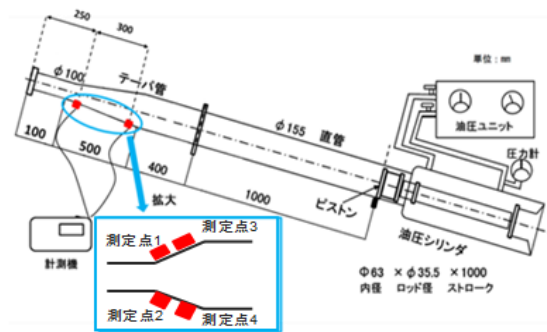 250
300
単位：㎜
φ100
テーパ管
φ155 直管
油圧ユニット
圧力計
100
500
400
1000
拡大
ピストン
油圧シリンダ
計測機
測定点1
測定点3
測定点2
測定点4
Φ63 × φ35.5 ×1000
内径 ロッド径 ストローク